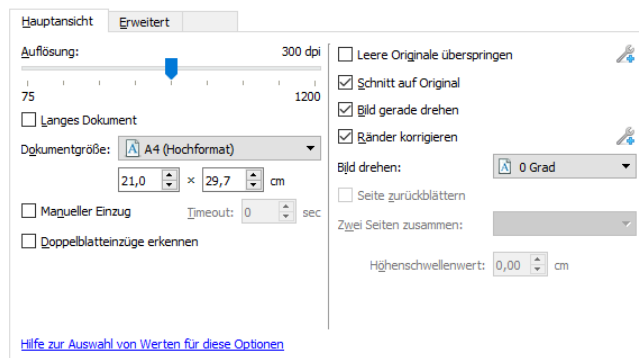 Hauptansicht Erweitert
Auflösung: 300 dpi
75 1200
Langes Dokument
Dokumentgröße: A4 (Hochformat)
21,0 × 29,7 cm
Manueller Einzug Timeout: 0 sec
Doppelblatteinzüge erkennen
Hilfe zur Auswahl von Werten für diese Optionen
Leere Originale überspringen
Schnitt auf Original
Bild gerade drehen
Ränder korrigieren
Bild drehen: 0 Grad
Seite zurückblättern
Zwei Seiten zusammen:
Höhenschwellenwert: 0,00 cm